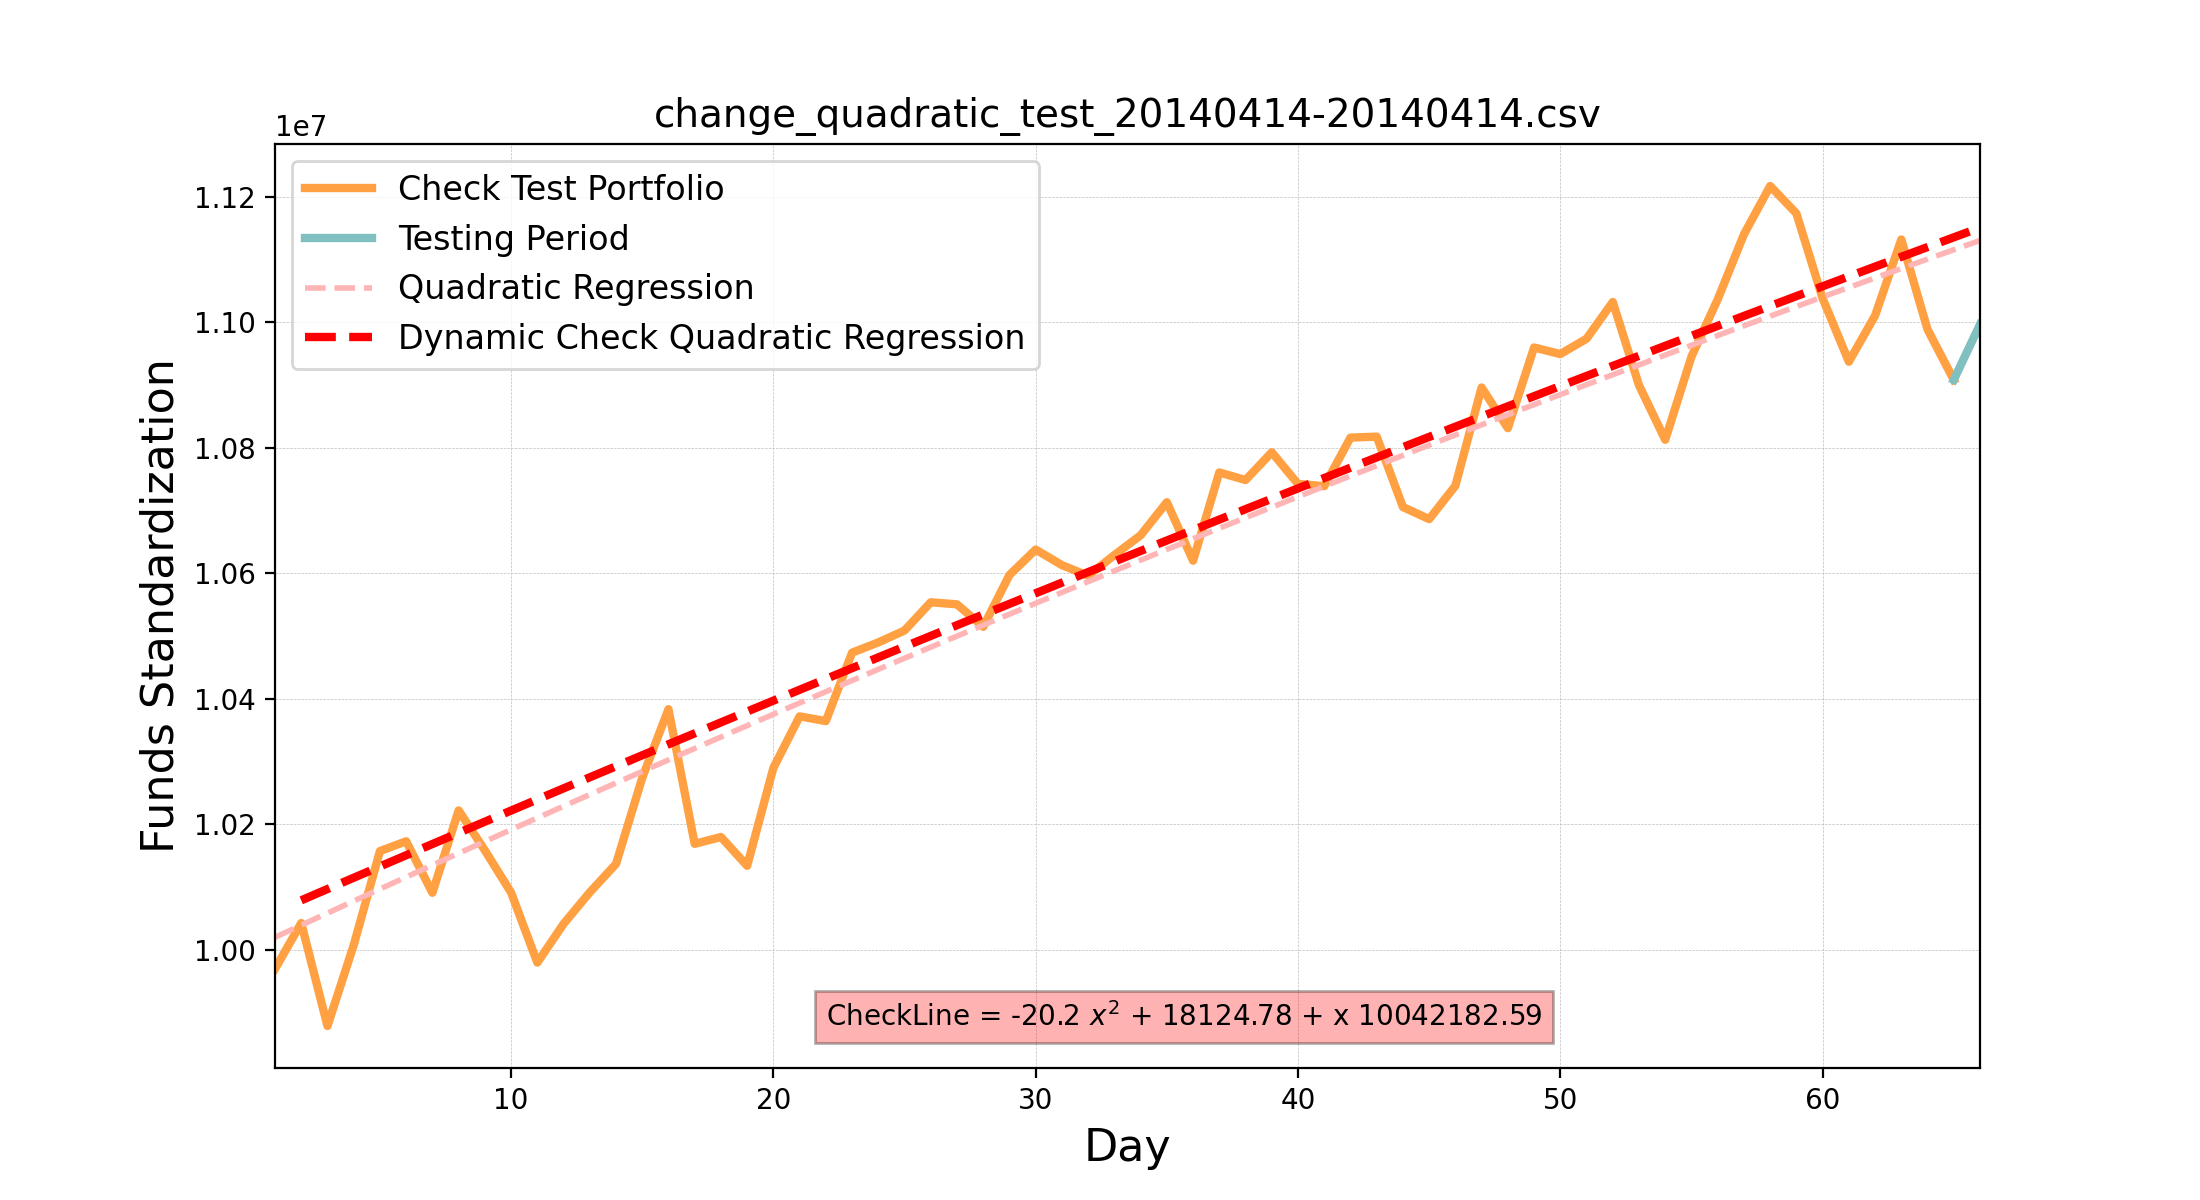 change_quadratic_test_20140414-20140414.csv
1e7
1.12
1.10
1.08
1.06
1.04
1.02
1.00
Funds Standardization
Check Test Portfolio
Testing Period
Quadratic Regression
Dynamic Check Quadratic Regression
CheckLine = -20.2 x² + 18124.78 + x 10042182.59
10 20 30 40 50 60
Day